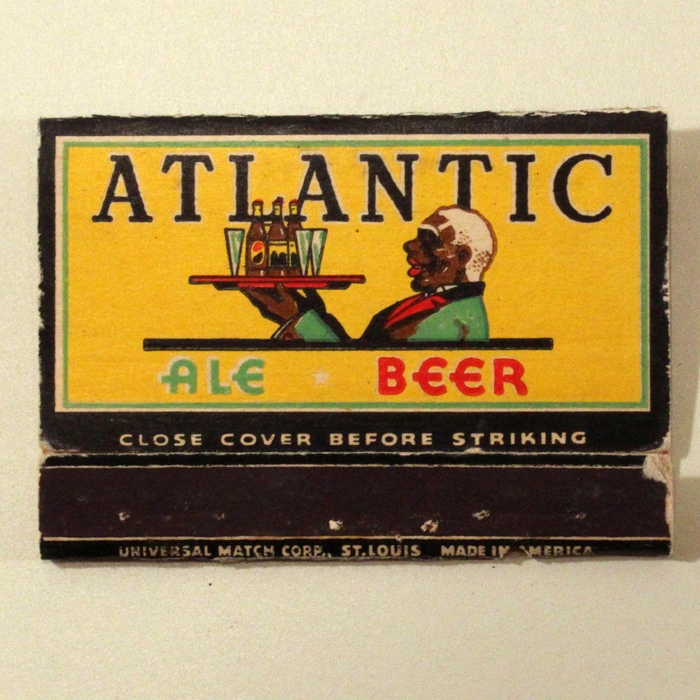 ATLANTIC
ALE BEER
CLOSE COVER BEFORE STRIKING
UNIVERSAL MATCH CORP., ST.LOUIS MADE IN AMERICA